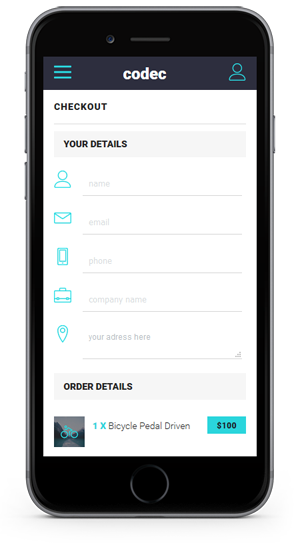 codec
CHECKOUT
YOUR DETAILS
name
email
phone
company name
your adress here
ORDER DETAILS
1 X Bicycle Pedal Driven
$100